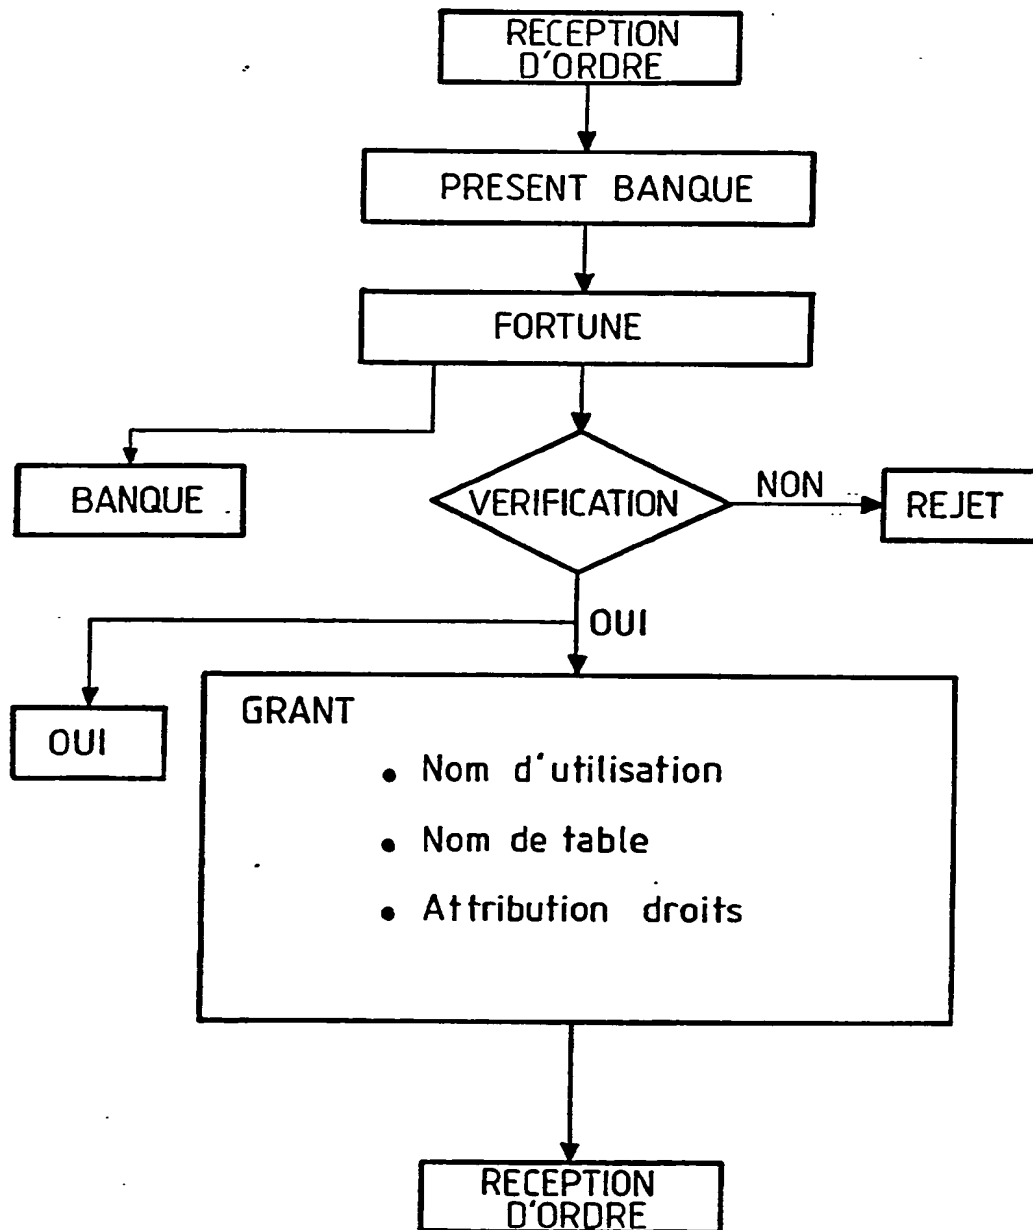 RECEPTION
D'ORDRE
PRESENT BANQUE
FORTUNE
BANQUE
VERIFICATION
NON
REJET
OUI
OUI
GRANT
• Nom d'utilisation
• Nom de table
• Attribution droits
RECEPTION
D'ORDRE